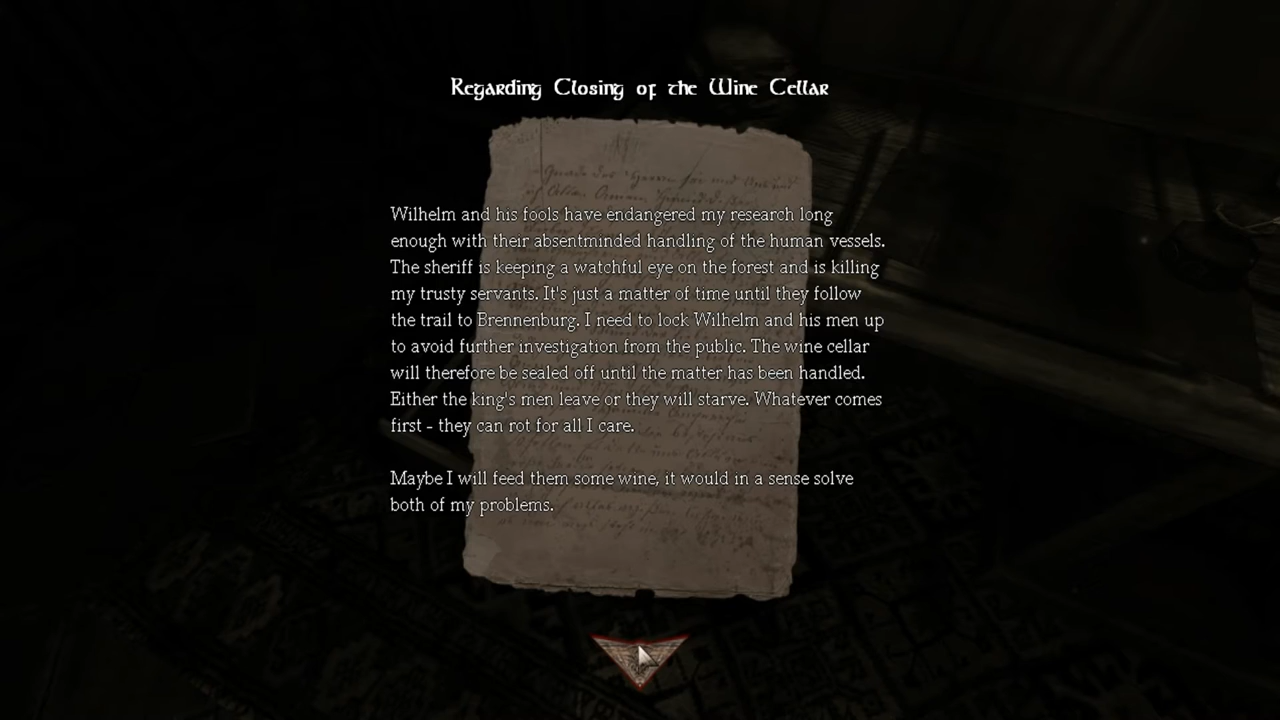 Regarding Closing of the Wine Cellar
Wilhelm and his fools have endangered my research long
enough with their absentminded handling of the human vessels.
The sheriff is keeping a watchful eye on the forest and is killing
my trusty servants. It's just a matter of time until they follow
the trail to Brennenburg. I need to lock Wilhelm and his men up
to avoid further investigation from the public. The wine cellar
will therefore be sealed off until the matter has been handled.
Either the king's men leave or they will starve. Whatever comes
first - they can rot for all I care.
Maybe I will feed them some wine, it would in a sense solve
both of my problems.